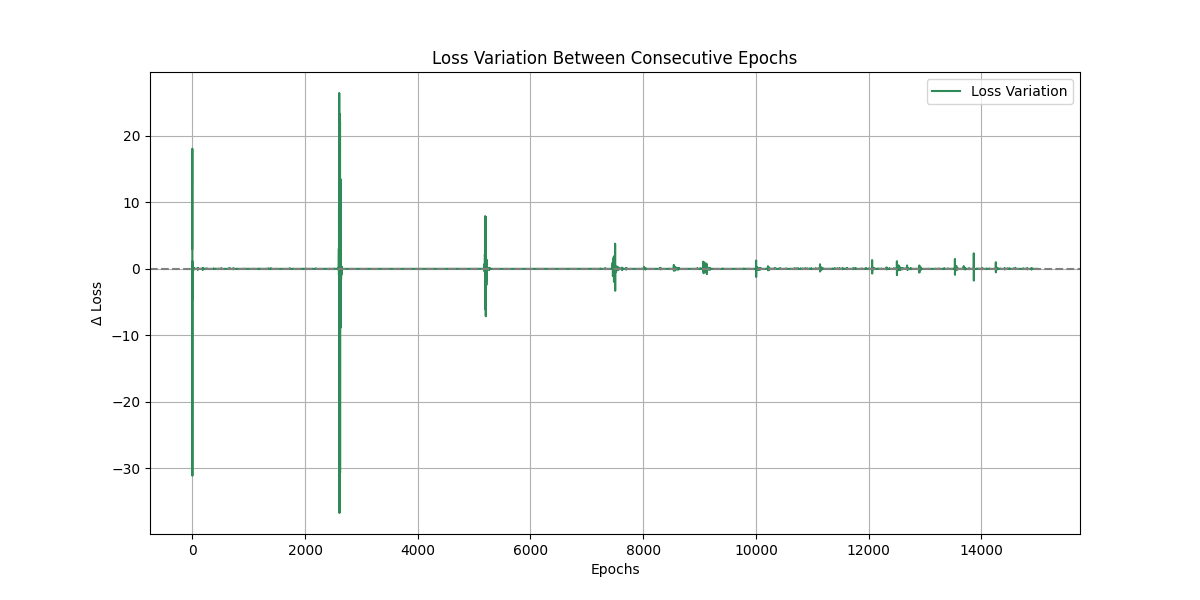 Loss Variation Between Consecutive Epochs
Loss Variation
20
10
0
−10
−20
−30
Δ Loss
0 2000 4000 6000 8000 10000 12000 14000
Epochs